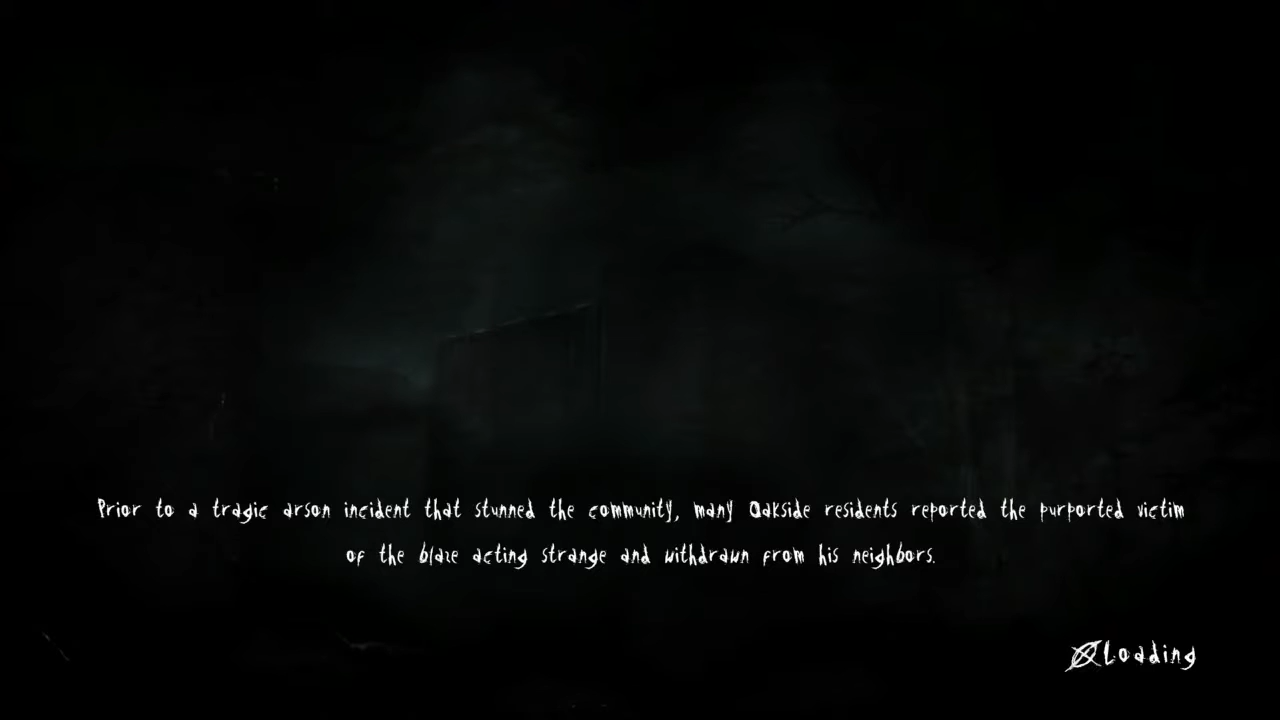 Prior to a tragic arson incident that stunned the community, many Oakside residents reported the purported victim
of the blaze acting strange and withdrawn from his neighbors.
Loading